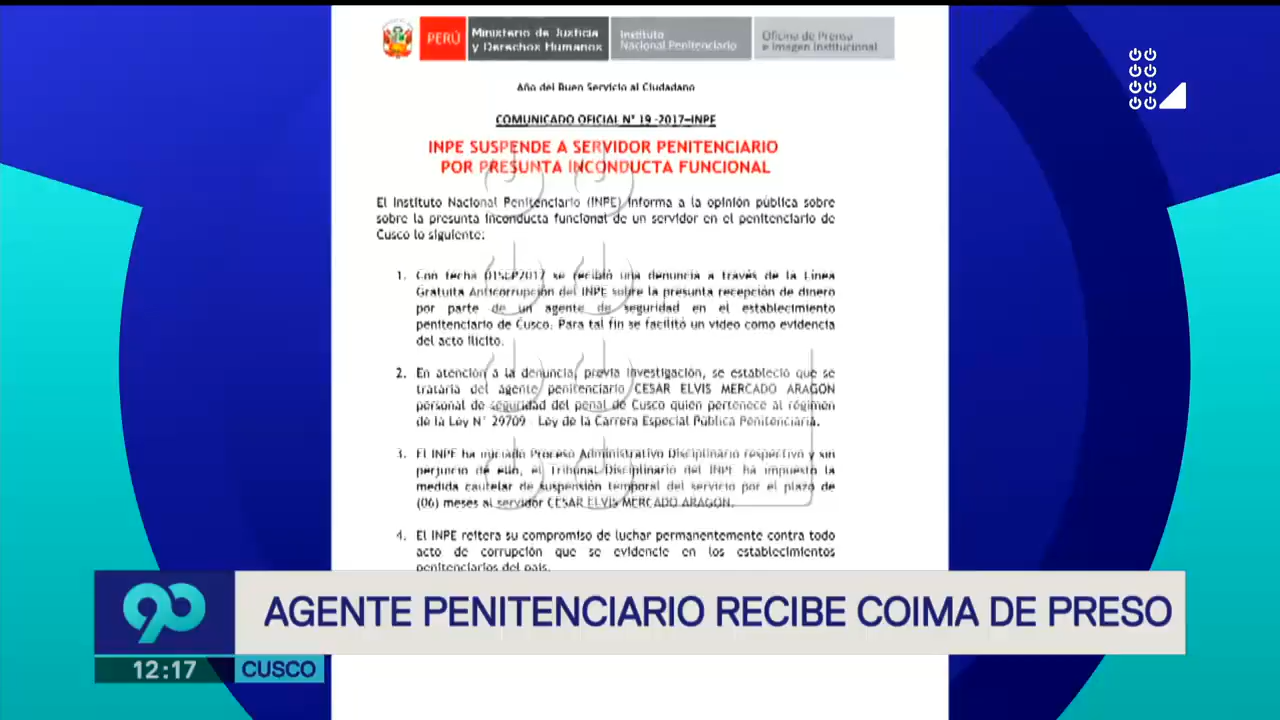 PERÚ
Ministerio de Justicia
y Derechos Humanos
Instituto
Nacional Penitenciario
Oficina de Prensa
e Imagen Institucional
Año del Buen Servicio al Ciudadano
COMUNICADO OFICIAL N° 19 -2017-INPE
INPE SUSPENDE A SERVIDOR PENITENCIARIO
POR PRESUNTA INCONDUCTA FUNCIONAL
El Instituto Nacional Penitenciario (INPE) informa a la opinión pública sobre
sobre la presunta inconducta funcional de un servidor en el penitenciario de
Cusco lo siguiente:
1. Con fecha 01SEP2017 se recibió una denuncia a través de la Línea
Gratuita Anticorrupción del INPE sobre la presunta recepción de dinero
por parte de un agente de seguridad en el establecimiento
penitenciario de Cusco. Para tal fin se facilitó un video como evidencia
del acto ilícito.
2. En atención a la denuncia, previa investigación, se estableció que se
trataría del agente penitenciario CESAR ELVIS MERCADO ARAGON
personal de seguridad del penal de Cusco quien pertenece al régimen
de la Ley N° 29709 - Ley de la Carrera Especial Pública Penitenciaria.
3. El INPE ha iniciado Proceso Administrativo Disciplinario respectivo y sin
perjuicio de ello, el Tribunal Disciplinario del INPE ha impuesto la
medida cautelar de suspensión temporal del servicio por el plazo de
(06) meses al servidor CESAR ELVIS MERCADO ARAGON.
4. El INPE reitera su compromiso de luchar permanentemente contra todo
acto de corrupción que se evidencie en los establecimientos
penitenciarios del país.
90
AGENTE PENITENCIARIO RECIBE COIMA DE PRESO
12:17
CUSCO